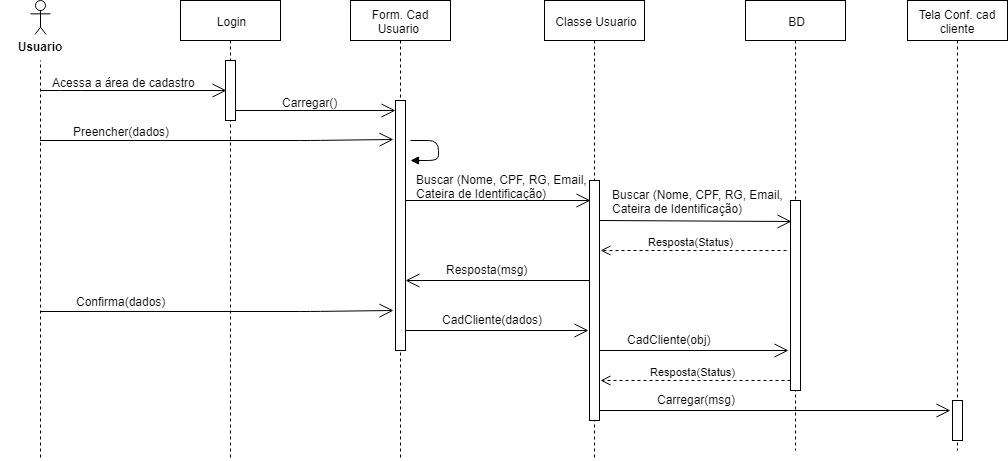 Usuario
Login
Form. Cad
Usuario
Classe Usuario
BD
Tela Conf. cad
cliente
Acessa a área de cadastro
Carregar()
Preencher(dados)
Buscar (Nome, CPF, RG, Email,
Cateira de Identificação)
Buscar (Nome, CPF, RG, Email,
Cateira de Identificação)
Resposta(Status)
Resposta(msg)
Confirma(dados)
CadCliente(dados)
CadCliente(obj)
Resposta(Status)
Carregar(msg)